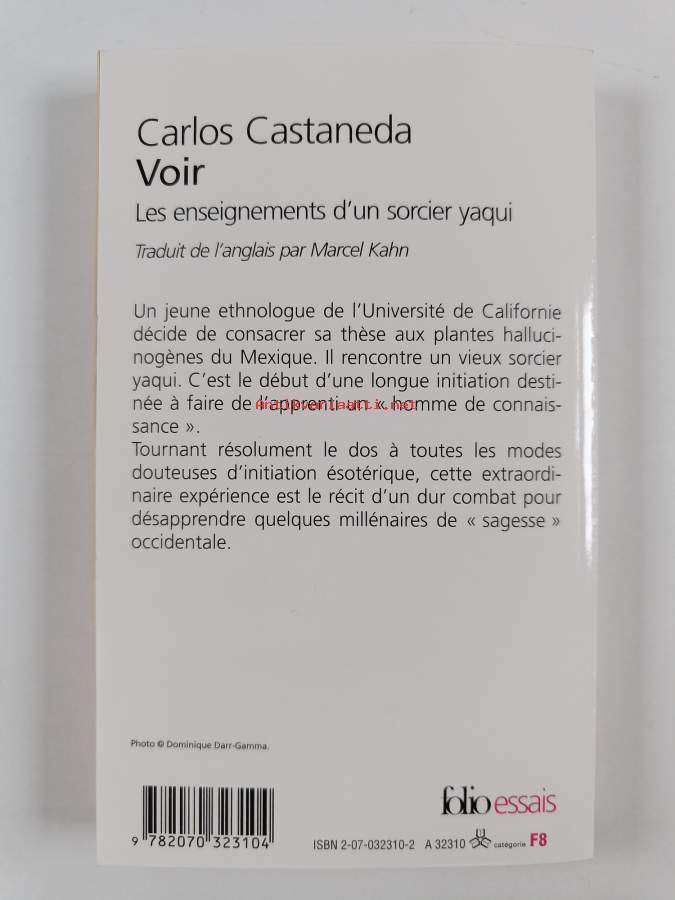 Carlos Castaneda
Voir
Les enseignements d'un sorcier yaqui
Traduit de l'anglais par Marcel Kahn
Un jeune ethnologue de l'Université de Californie
décide de consacrer sa thèse aux plantes halluci-
nogènes du Mexique. Il rencontre un vieux sorcier
yaqui. C'est le début d'une longue initiation desti-
née à faire de l'apprenti un « homme de connais-
sance ».
Antikvariaatti.net
Tournant résolument le dos à toutes les modes
douteuses d'initiation ésotérique, cette extraordi-
naire expérience est le récit d'un dur combat pour
désapprendre quelques millénaires de « sagesse »
occidentale.
Photo © Dominique Darr-Gamma.
folio essais
9 782070 323104
ISBN 2-07-032310-2 A 32310 catégorie F8